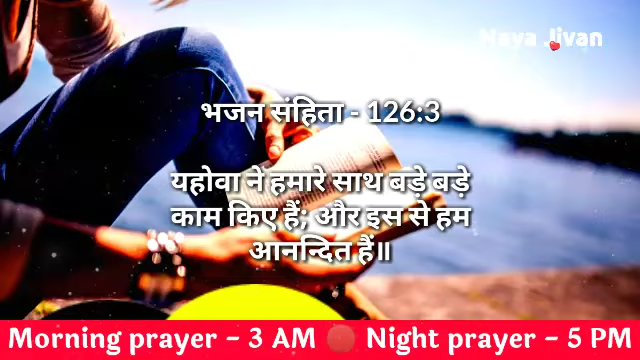 Naya Jivan
भजन संहिता - 126:3
यहोवा ने हमारे साथ बड़े बड़े
काम किए हैं; और इस से हम
आनन्दित हैं॥
Morning prayer - 3 AM 🔴 Night prayer - 5 PM